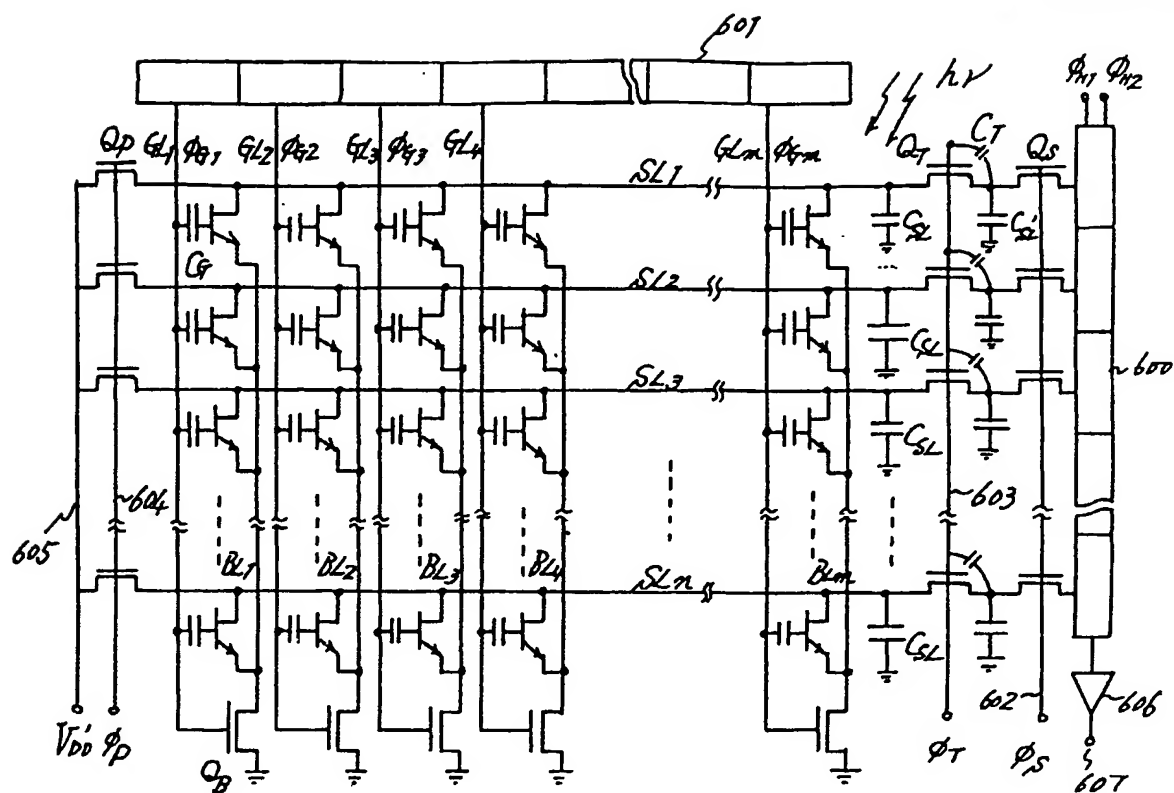 601
hν
φH1 φH2
QP GL1 φG1 GL2 φG2 GL3 φG3 GL4 GLm φGm QT CT QS
SL1
CSL CSL'
CG
SL2
CSL
SL3
600
CSL
604 603
605
BL1 BL2 BL3 BL4 BLm
SLn
CSL
602 606
VDD' φP φT φS
QB 607